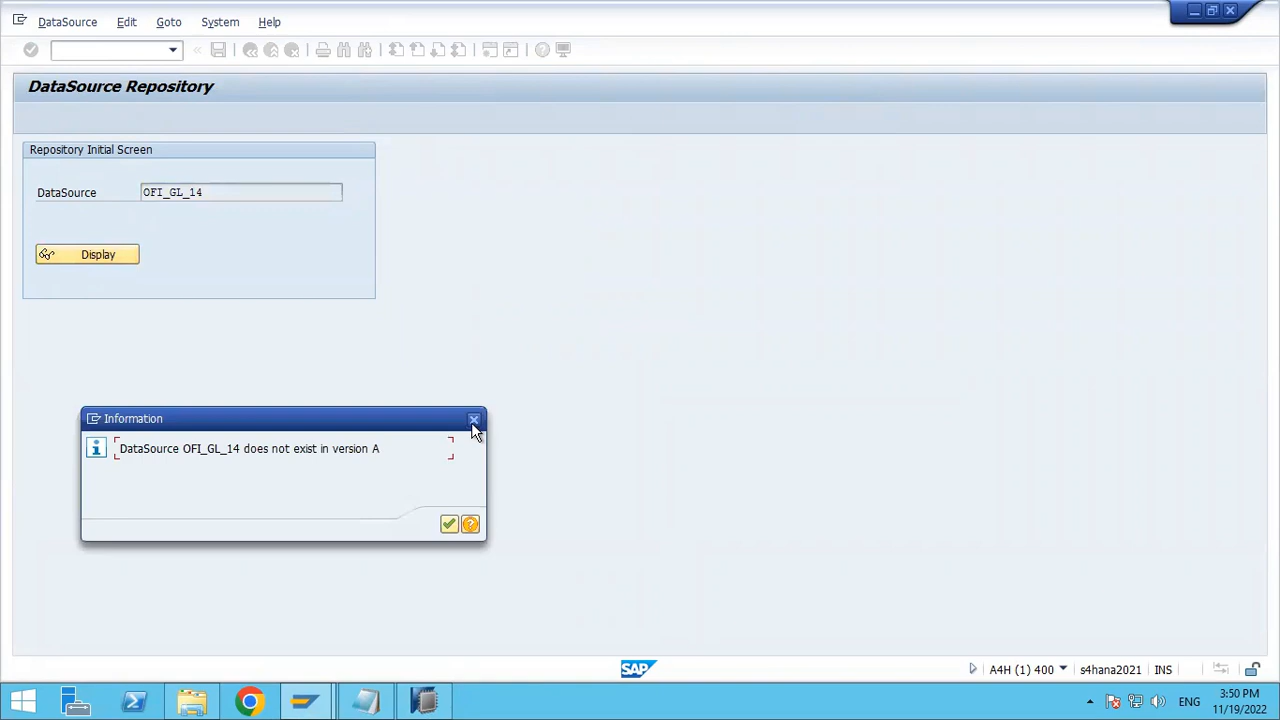 DataSource Edit Goto System Help
DataSource Repository
Repository Initial Screen
DataSource OFI_GL_14
Display
Information
DataSource OFI_GL_14 does not exist in version A
SAP
A4H (1) 400 s4hana2021 INS
ENG
3:50 PM
11/19/2022